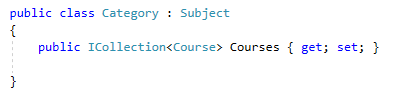 public class Category : Subject
{
    public ICollection<Course> Courses { get; set; }
}